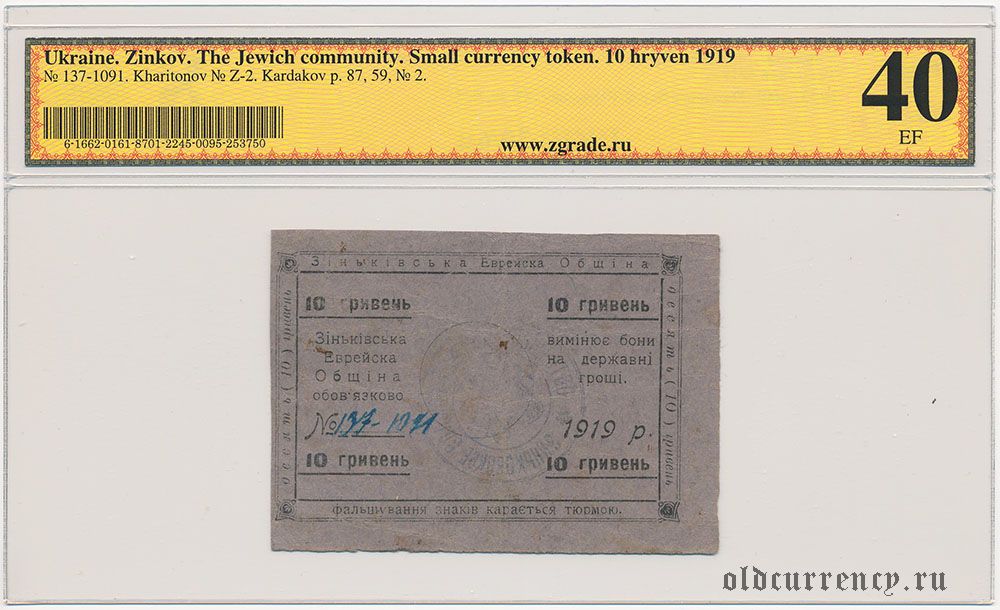 Ukraine. Zinkov. The Jewich community. Small currency token. 10 hryven 1919
№ 137-1091. Kharitonov № Z-2. Kardakov p. 87, 59, № 2.
40
EF
6-1662-0161-8701-2245-0095-253750
www.zgrade.ru
Зіньківська Еврейска Общіна
10 гривень
10 гривень
десять (10) гривень
десять (10) гривень
Зіньківська
Еврейска
Общіна
обов'язково
вимінює бони
на державні
гроші.
№ 137-1091
1919 р.
10 гривень
10 гривень
фальшування знаків карається тюрмою.
oldcurrency.ru